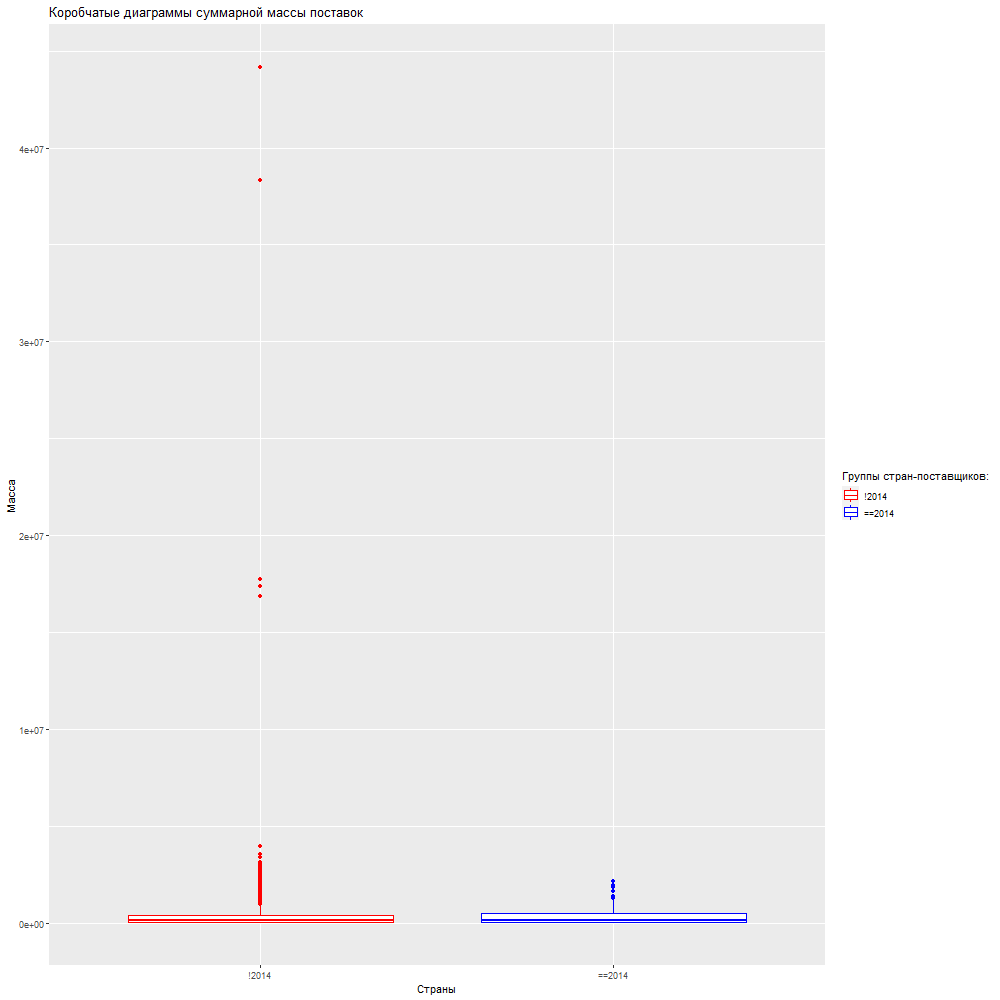 Коробчатые диаграммы суммарной массы поставок
4e+07
3e+07
2e+07
1e+07
0e+00
Масса
!2014
==2014
Страны
Группы стран-поставщиков:
!2014
==2014